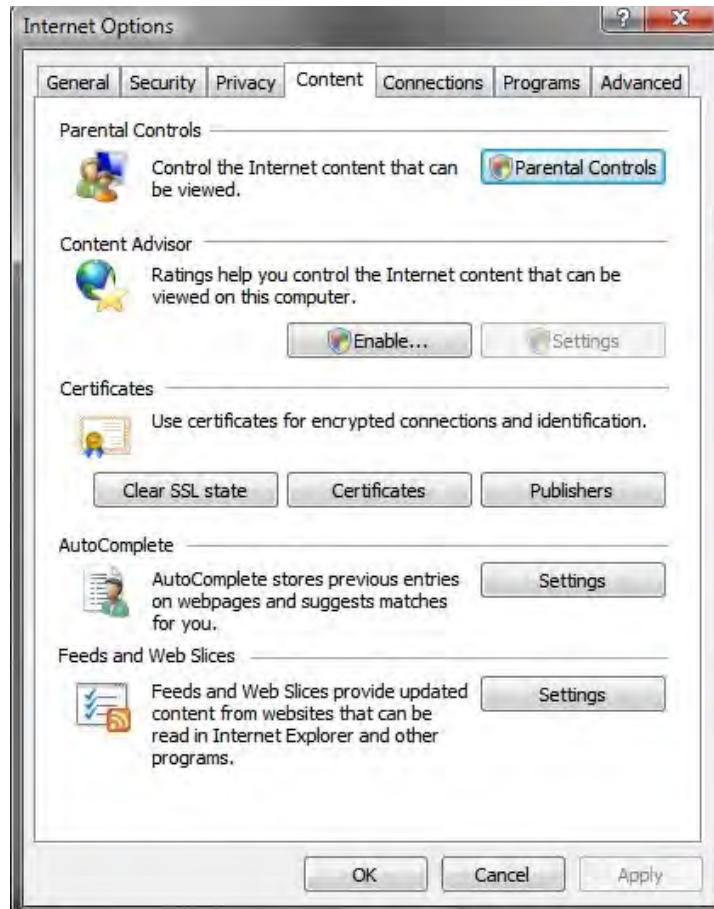 Internet Options
?
X
General Security Privacy Content Connections Programs Advanced
Parental Controls
Control the Internet content that can
be viewed.
Parental Controls
Content Advisor
Ratings help you control the Internet content that can be
viewed on this computer.
Enable...
Settings
Certificates
Use certificates for encrypted connections and identification.
Clear SSL state
Certificates
Publishers
AutoComplete
AutoComplete stores previous entries
on webpages and suggests matches
for you.
Settings
Feeds and Web Slices
Feeds and Web Slices provide updated
content from websites that can be
read in Internet Explorer and other
programs.
Settings
OK
Cancel
Apply